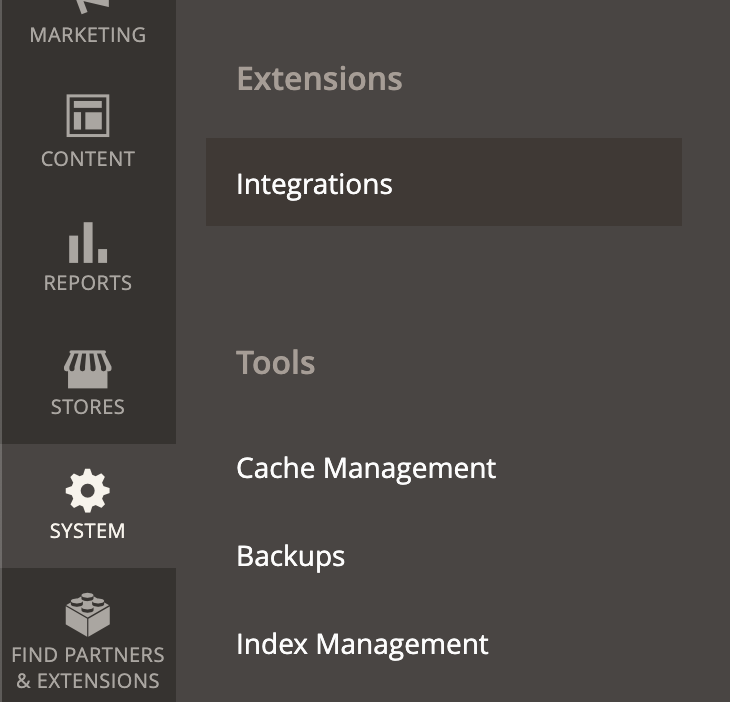 MARKETING
CONTENT
REPORTS
STORES
SYSTEM
FIND PARTNERS
& EXTENSIONS
Extensions
Integrations
Tools
Cache Management
Backups
Index Management